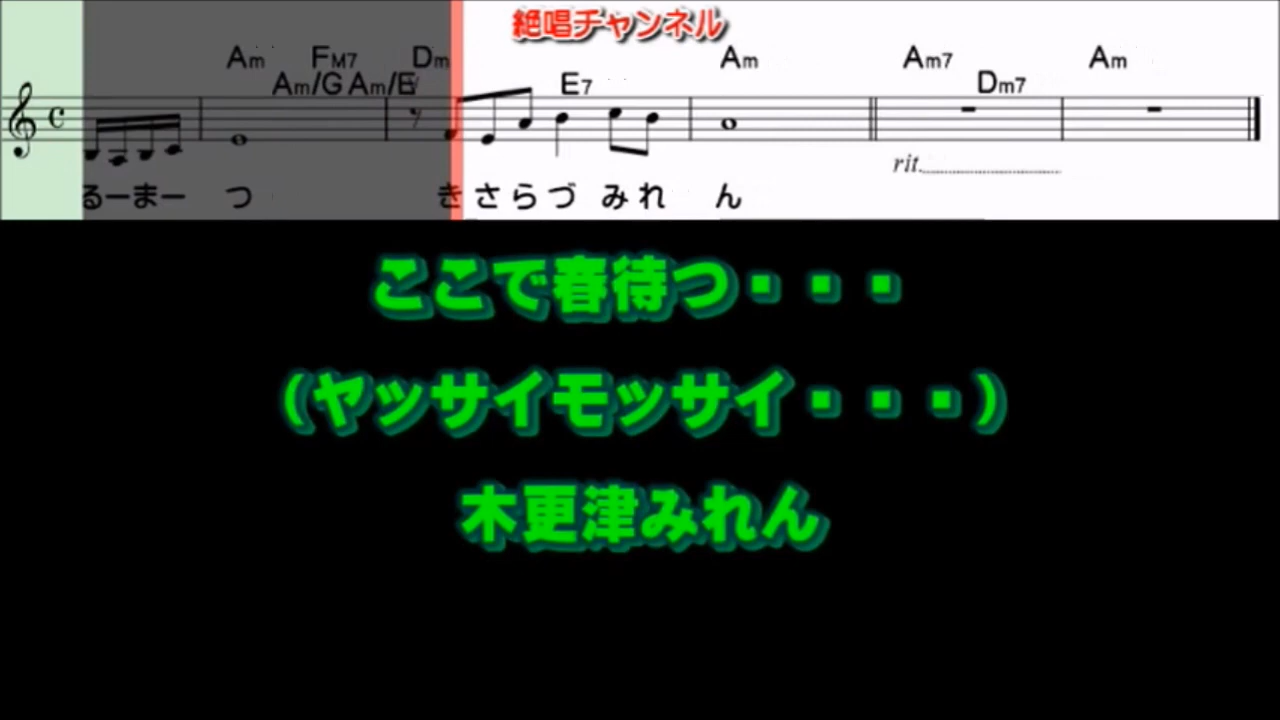 絶唱チャンネル
Am FM7 Dm Am Am7 Am
Am/G Am/E E7 Dm7
rit.
るーまー つ きさらづ みれ ん
ここで春待つ・・・
(ヤッサイモッサイ・・・)
木更津みれん